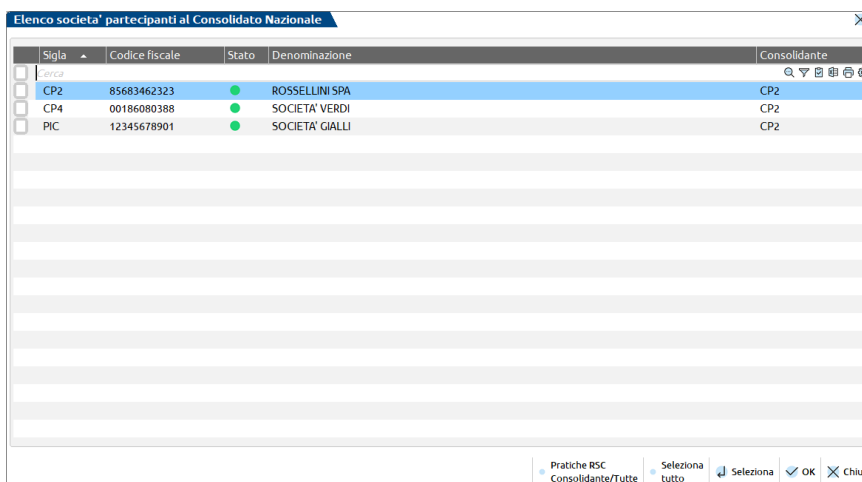 Elenco societa' partecipanti al Consolidato Nazionale
Sigla Codice fiscale Stato Denominazione Consolidante
Cerca
CP2 85683462323 ROSSELLINI SPA CP2
CP4 00186080388 SOCIETA' VERDI CP2
PIC 12345678901 SOCIETA' GIALLI CP2
Pratiche RSC Seleziona
Consolidante/Tutte tutto Seleziona OK Chiu